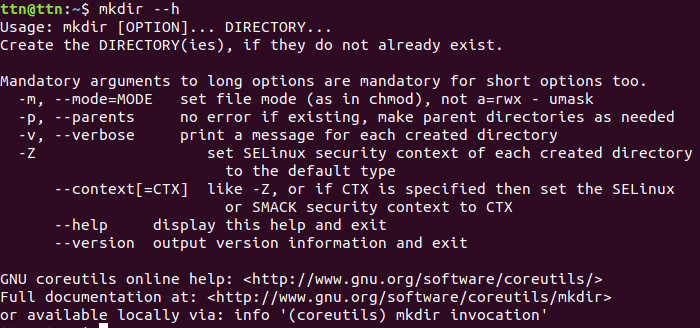 ttn@ttn:~$ mkdir --h
Usage: mkdir [OPTION]... DIRECTORY...
Create the DIRECTORY(ies), if they do not already exist.
Mandatory arguments to long options are mandatory for short options too.
-m, --mode=MODE   set file mode (as in chmod), not a=rwx - umask
-p, --parents     no error if existing, make parent directories as needed
-v, --verbose     print a message for each created directory
-Z                   set SELinux security context of each created directory
to the default type
--context[=CTX]  like -Z, or if CTX is specified then set the SELinux
or SMACK security context to CTX
--help     display this help and exit
--version  output version information and exit
GNU coreutils online help: <http://www.gnu.org/software/coreutils/>
Full documentation at: <http://www.gnu.org/software/coreutils/mkdir>
or available locally via: info '(coreutils) mkdir invocation'